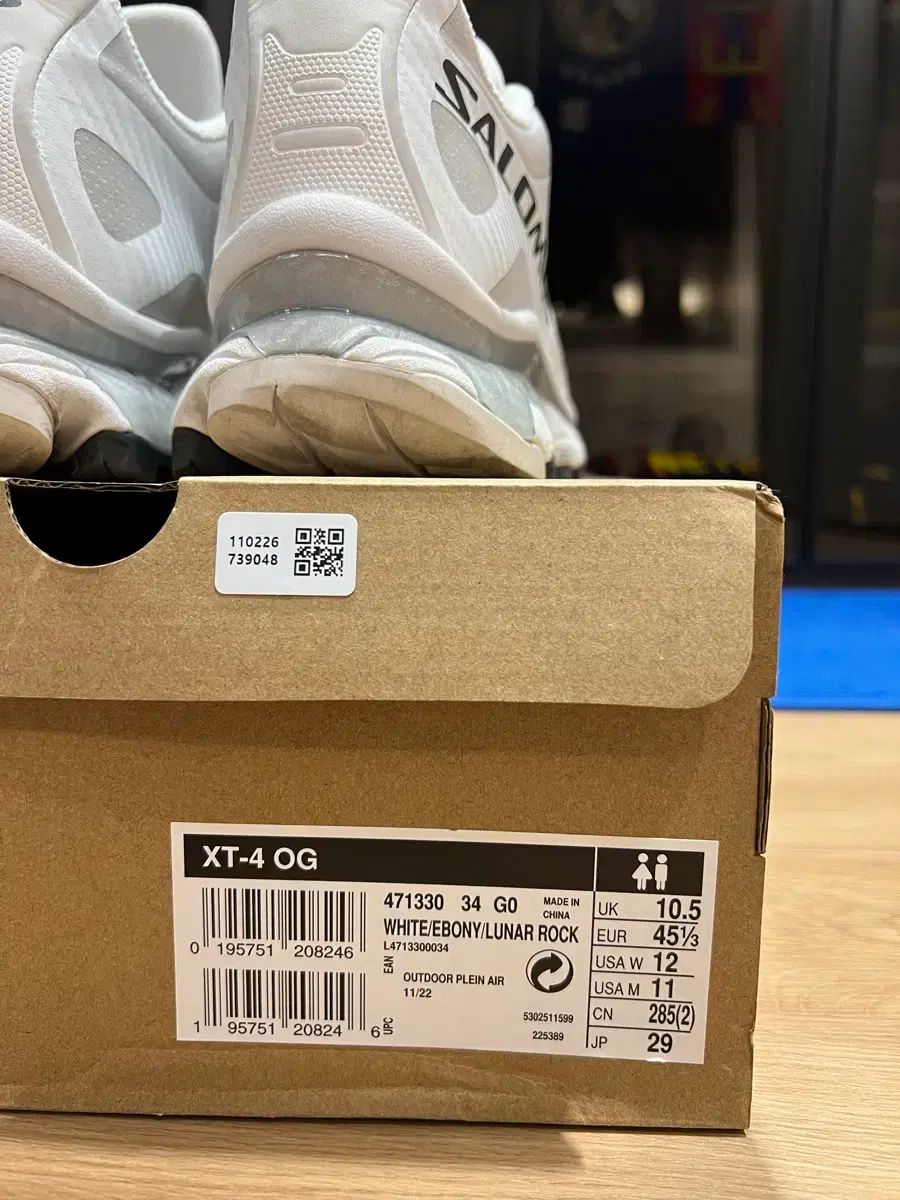 SALOMON
110226
739048
XT-4 OG
0 195751 208246
EAN
1 95751 20824 6
UPC
471330 34 G0
MADE IN
CHINA
WHITE/EBONY/LUNAR ROCK
L4713300034
OUTDOOR PLEIN AIR
11/22
5302511599
225389
UK 10.5
EUR 45⅓
USA W 12
USA M 11
CN 285(2)
JP 29